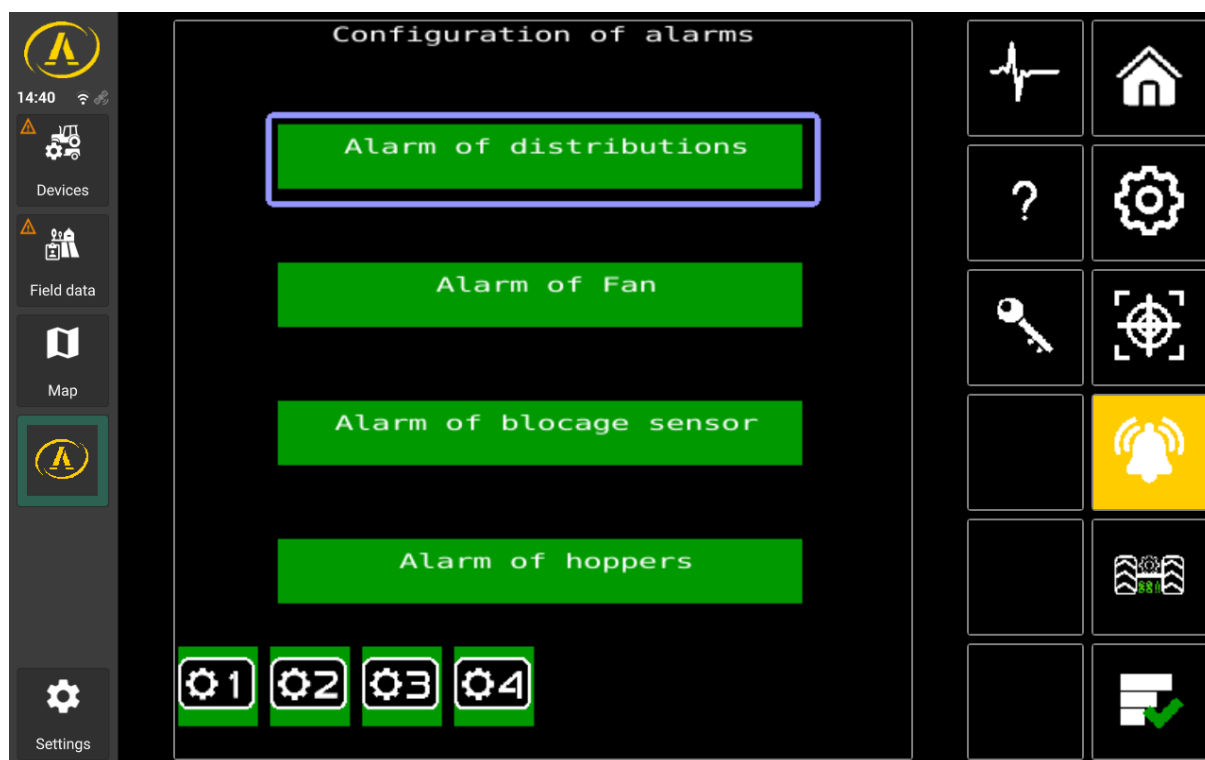 Configuration of alarms
14:40
Alarm of distributions
Devices
?
Alarm of Fan
Field data
Map
Alarm of blocage sensor
Alarm of hoppers
1 2 3 4
Settings